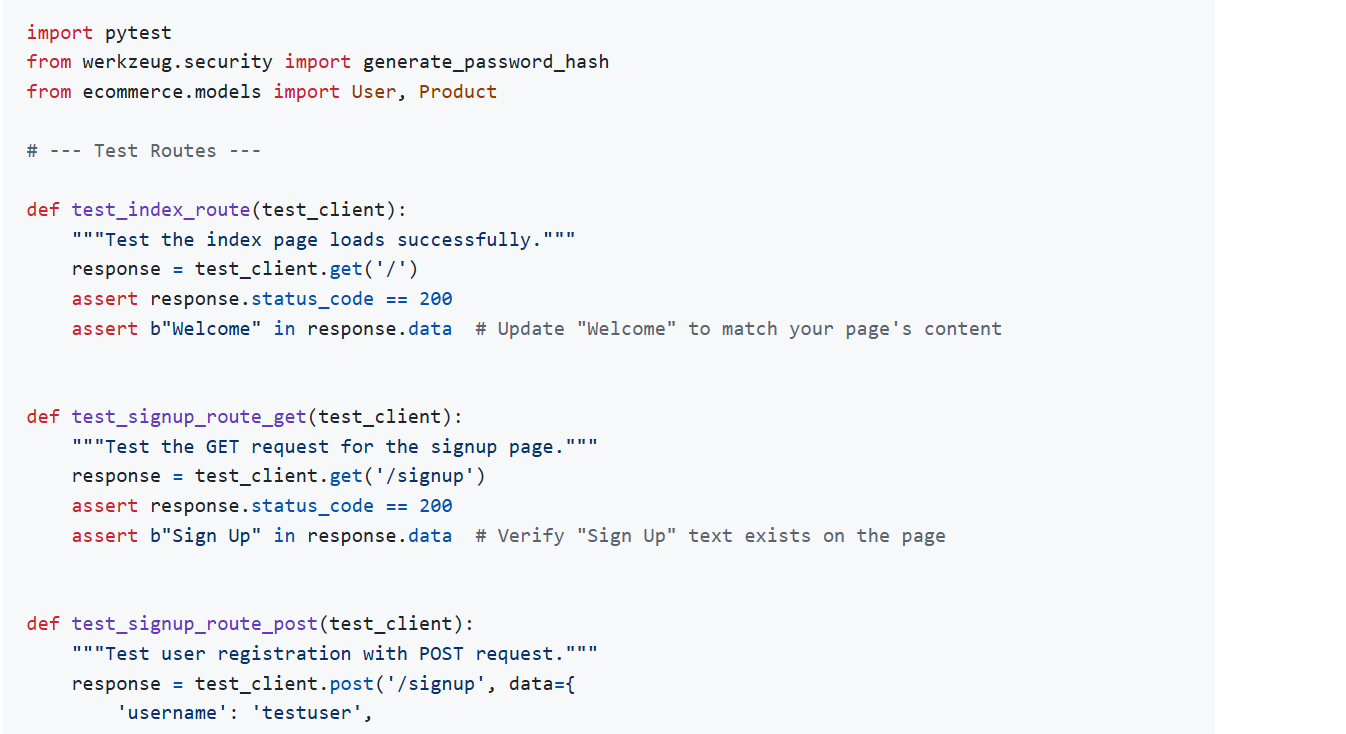 import pytest
from werkzeug.security import generate_password_hash
from ecommerce.models import User, Product

# --- Test Routes ---

def test_index_route(test_client):
    """Test the index page loads successfully."""
    response = test_client.get('/')
    assert response.status_code == 200
    assert b"Welcome" in response.data  # Update "Welcome" to match your page's content


def test_signup_route_get(test_client):
    """Test the GET request for the signup page."""
    response = test_client.get('/signup')
    assert response.status_code == 200
    assert b"Sign Up" in response.data  # Verify "Sign Up" text exists on the page


def test_signup_route_post(test_client):
    """Test user registration with POST request."""
    response = test_client.post('/signup', data={
        'username': 'testuser',